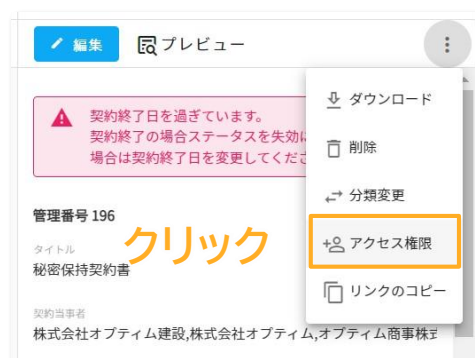 編集
プレビュー
契約終了日を過ぎています。
契約終了の場合ステータスを失効に
場合は契約終了日を変更してくださ
ダウンロード
削除
分類変更
アクセス権限
リンクのコピー
管理番号 196
クリック
タイトル
秘密保持契約書
契約当事者
株式会社オプティム建設,株式会社オプティム,オプティム商事株式